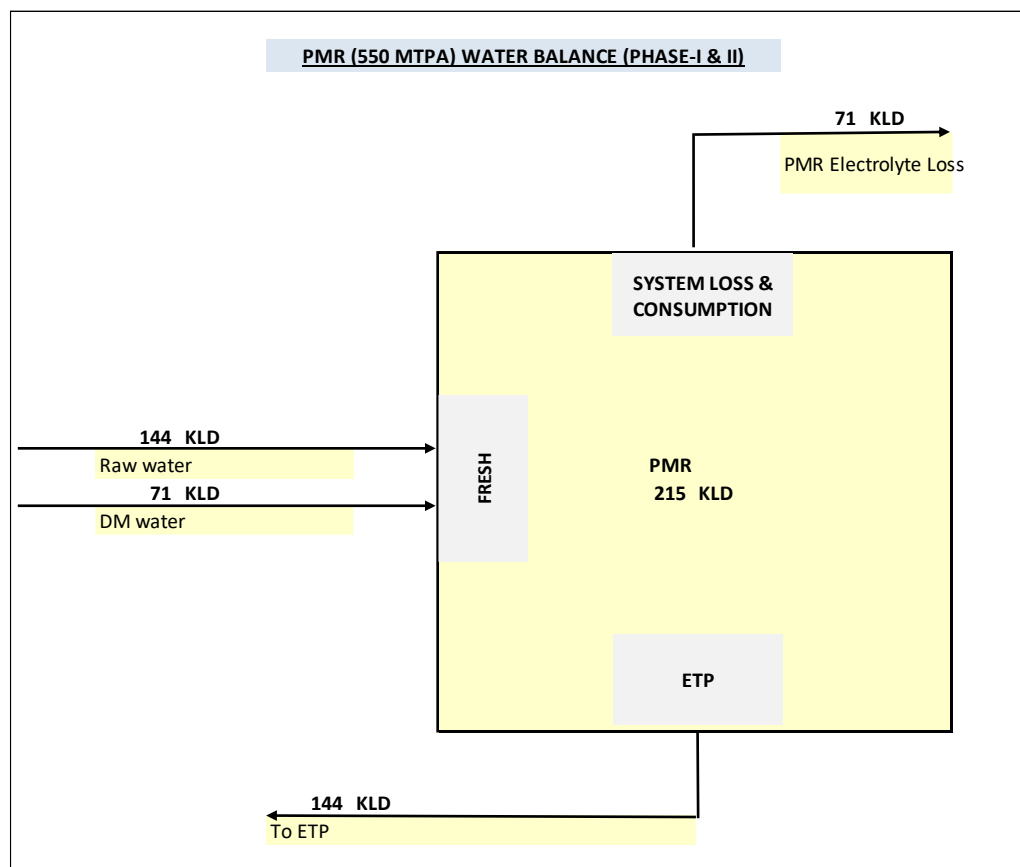 PMR (550 MTPA) WATER BALANCE (PHASE-I & II)
71 KLD
PMR Electrolyte Loss
SYSTEM LOSS &
CONSUMPTION
144 KLD
Raw water
71 KLD
DM water
FRESH
PMR
215 KLD
ETP
144 KLD
To ETP